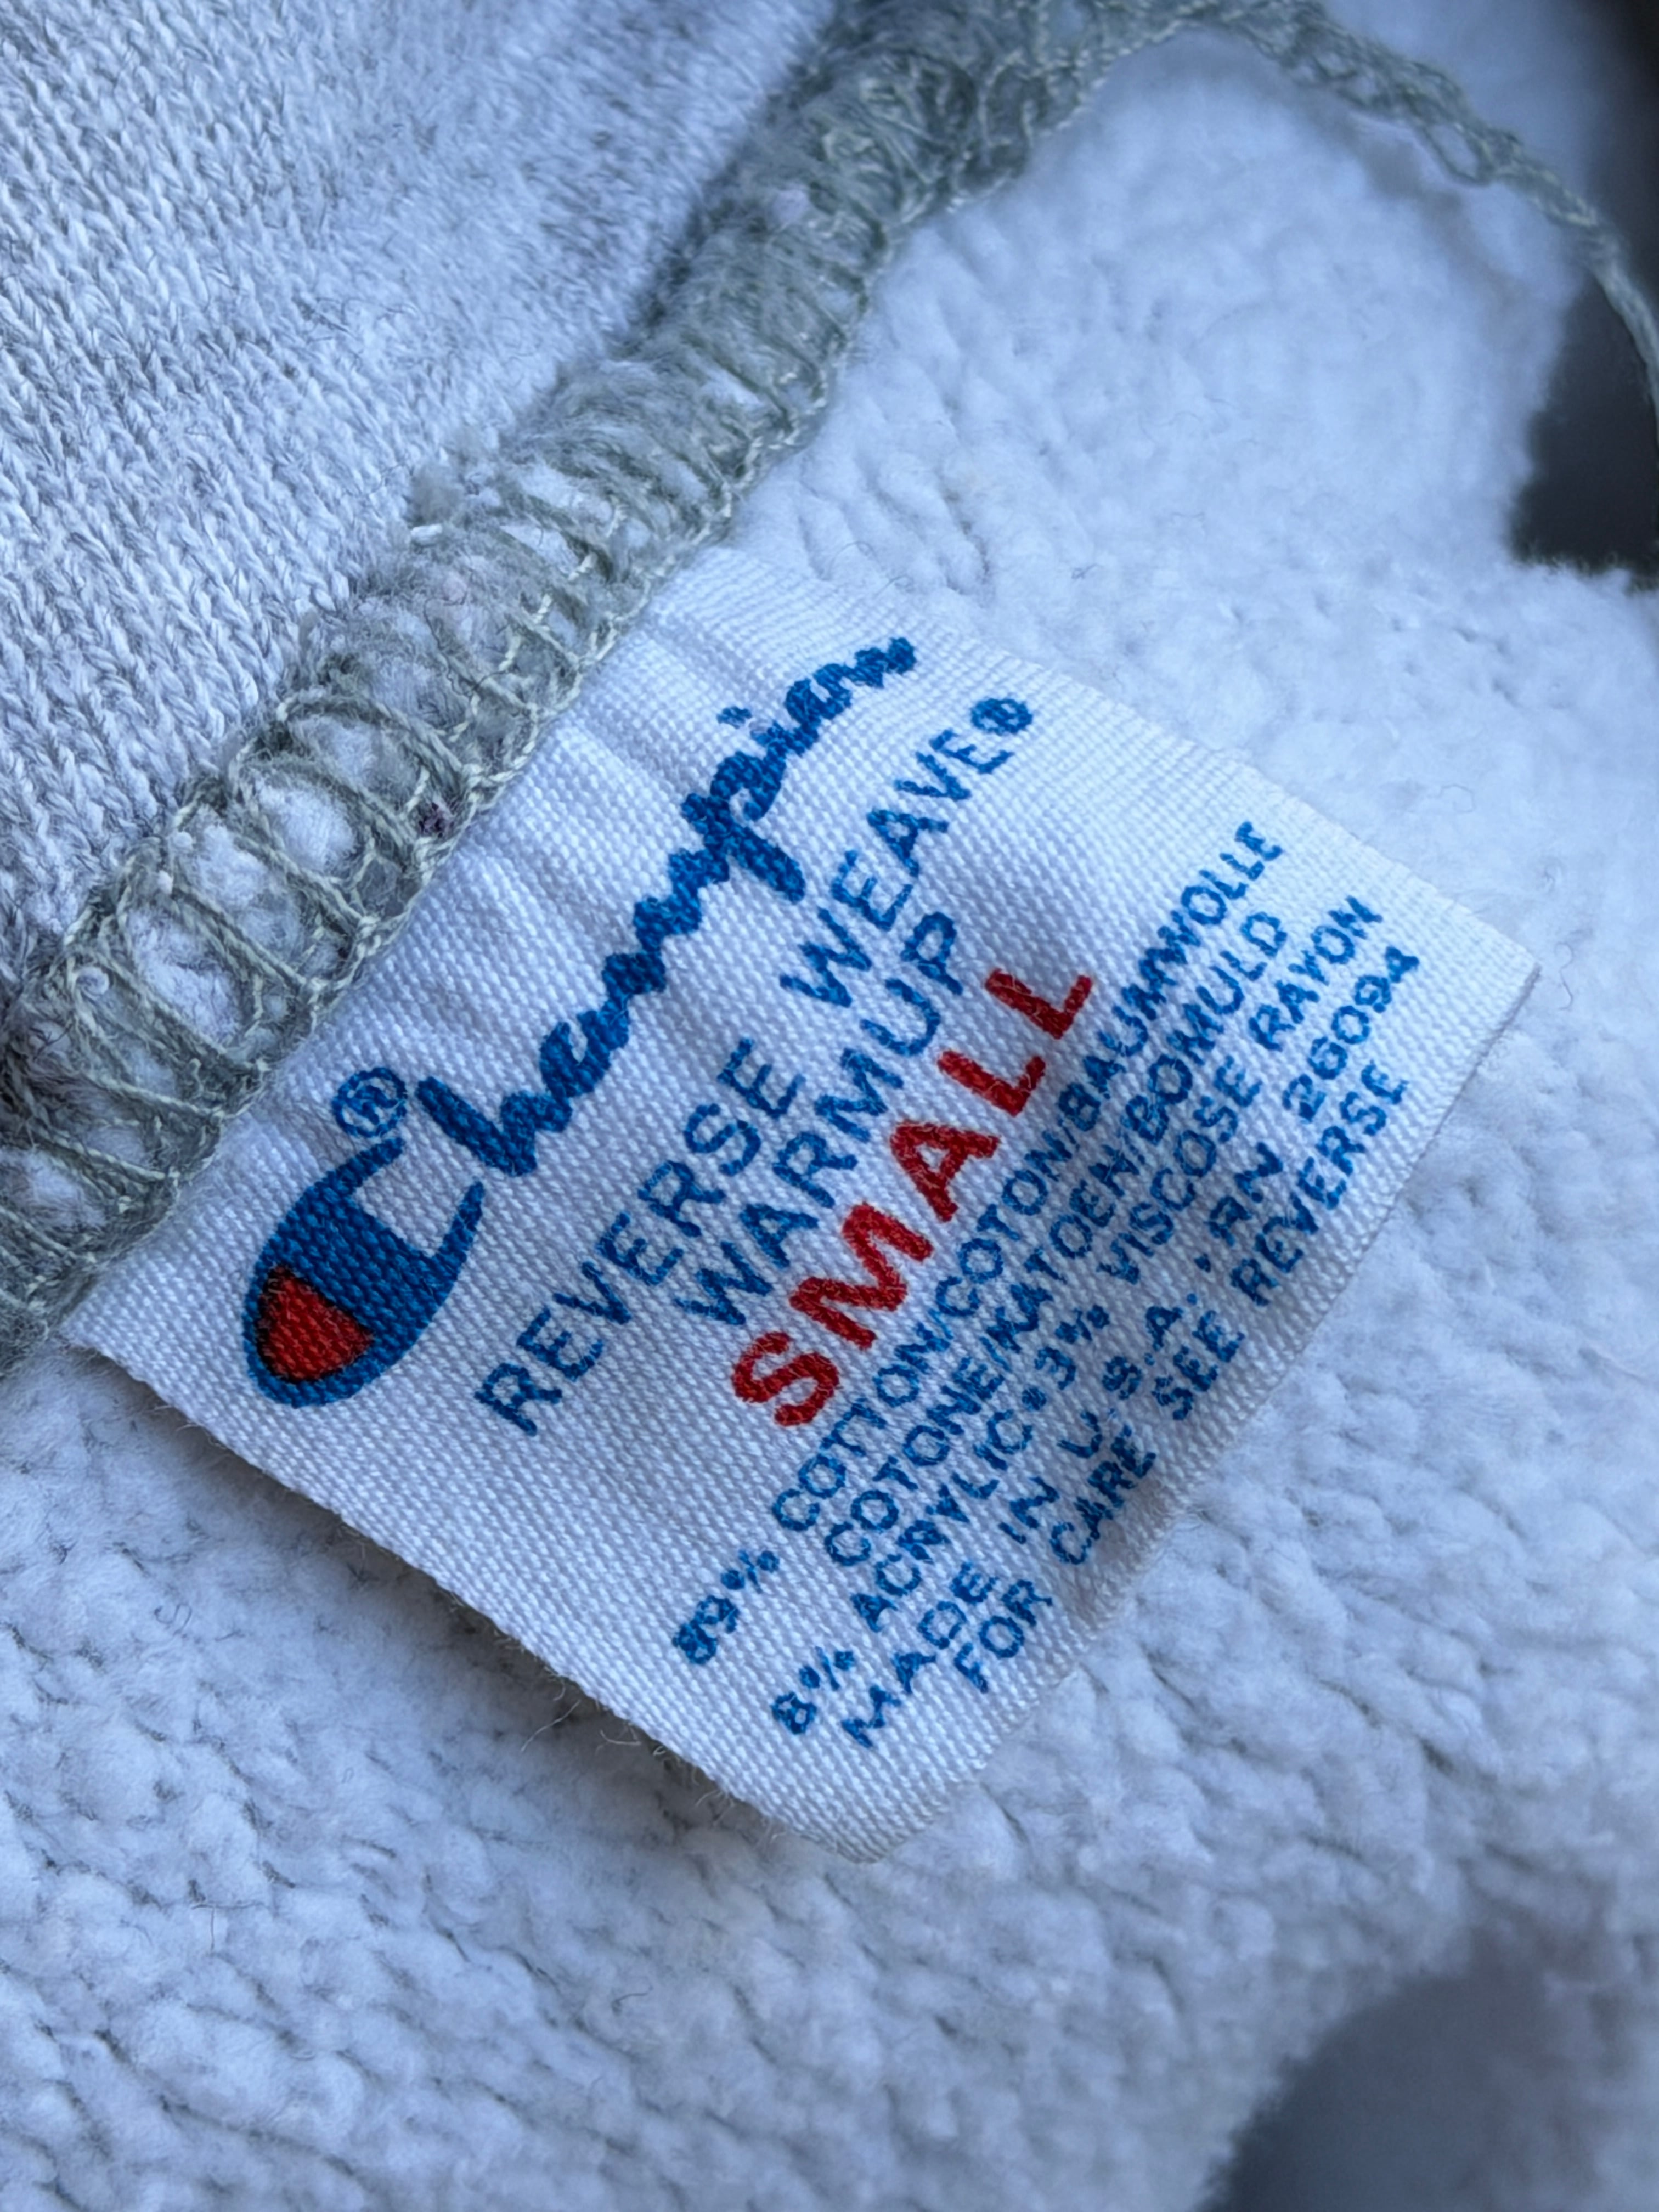 Champion®
REVERSE WEAVE®
WARMUP
SMALL
89% COTTON/COTON/BAUMWOLLE
COTONE/KATOEN/BOMULD
8% ACRYLIC•3% VISCOSE RAYON
MADE IN U.S.A. • RN 26094
FOR CARE SEE REVERSE